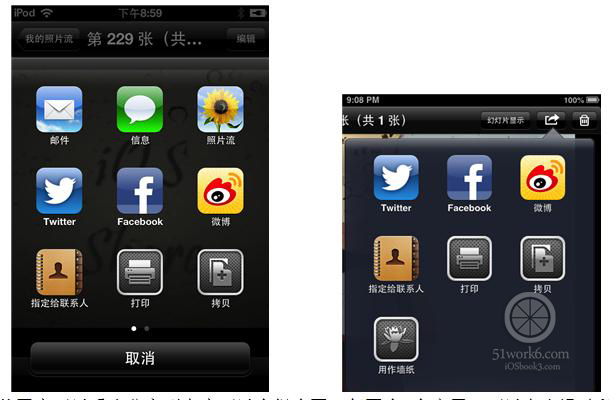 iPod 下午8:59
我的照片流 第 229 张（共... 编辑
邮件 信息 照片流
Twitter Facebook 微博
指定给联系人 打印 拷贝
取消
9:08 PM 100%
张（共 1 张） 幻灯片显示
Twitter Facebook 微博
指定给联系人 打印 拷贝
用作墙纸
51work6.com
iOSbook3.com